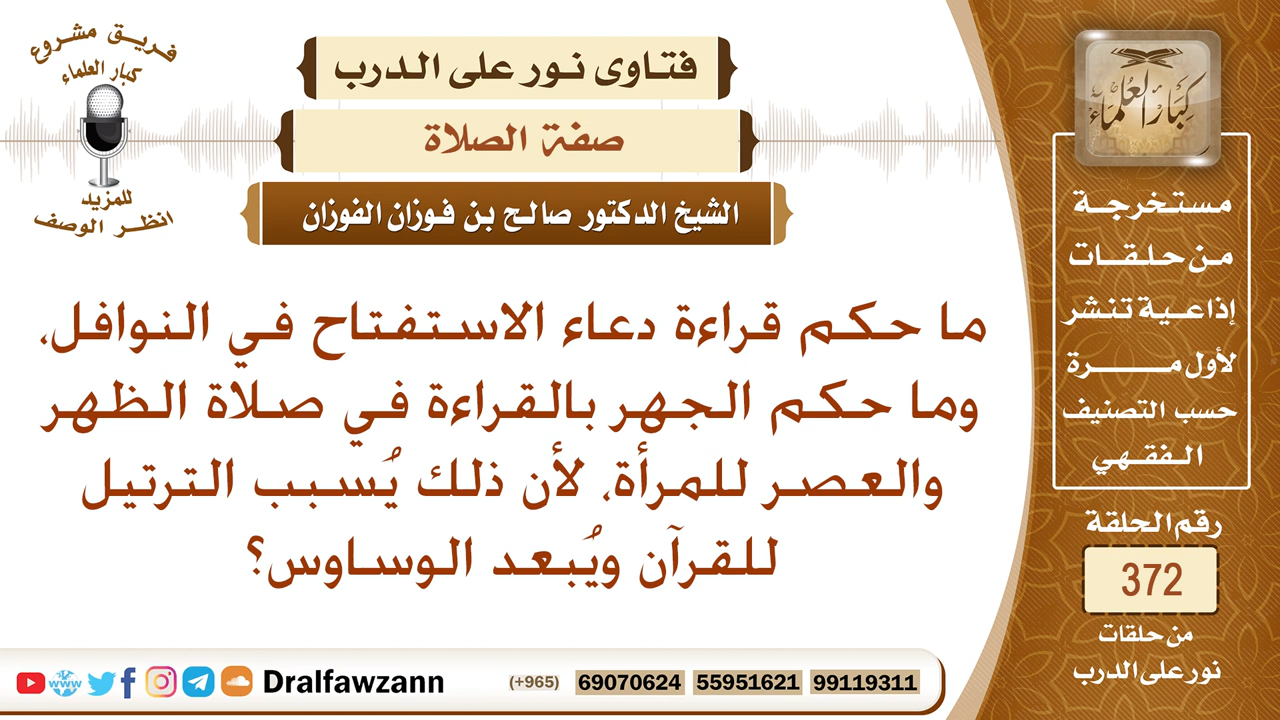 فريق مشروع
كبار العلماء
للمزيد
انظر الوصف
فتاوى نور على الدرب
صفة الصلاة
الشيخ الدكتور صالح بن فوزان الفوزان
ما حكم قراءة دعاء الاستفتاح في النوافل،
وما حكم الجهر بالقراءة في صلاة الظهر
والعصر للمرأة، لأن ذلك يُسبب الترتيل
للقرآن ويُبعد الوساوس؟
كبار العلماء
مستخرجة
من حلقات
إذاعية تنشر
لأول مرة
حسب التصنيف
الفقهي
رقم الحلقة
372
من حلقات
نور على الدرب
www Dralfawzann (+965) 69070624 55951621 99119311